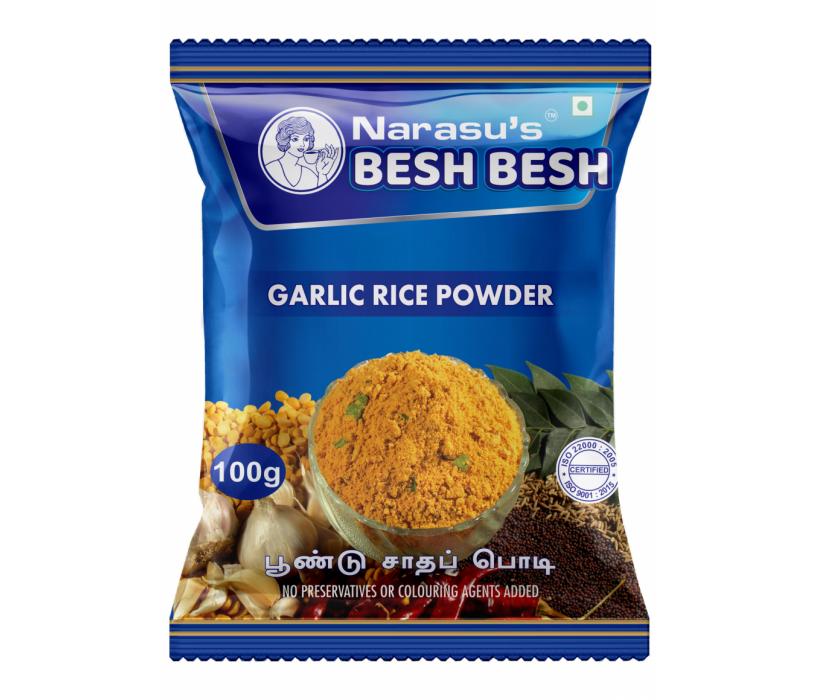 Narasu's TM
BESH BESH
GARLIC RICE POWDER
100g
ISO 22000 : 2005
CERTIFIED
ISO 9001 : 2015
பூண்டு சாதப் பொடி
NO PRESERVATIVES OR COLOURING AGENTS ADDED